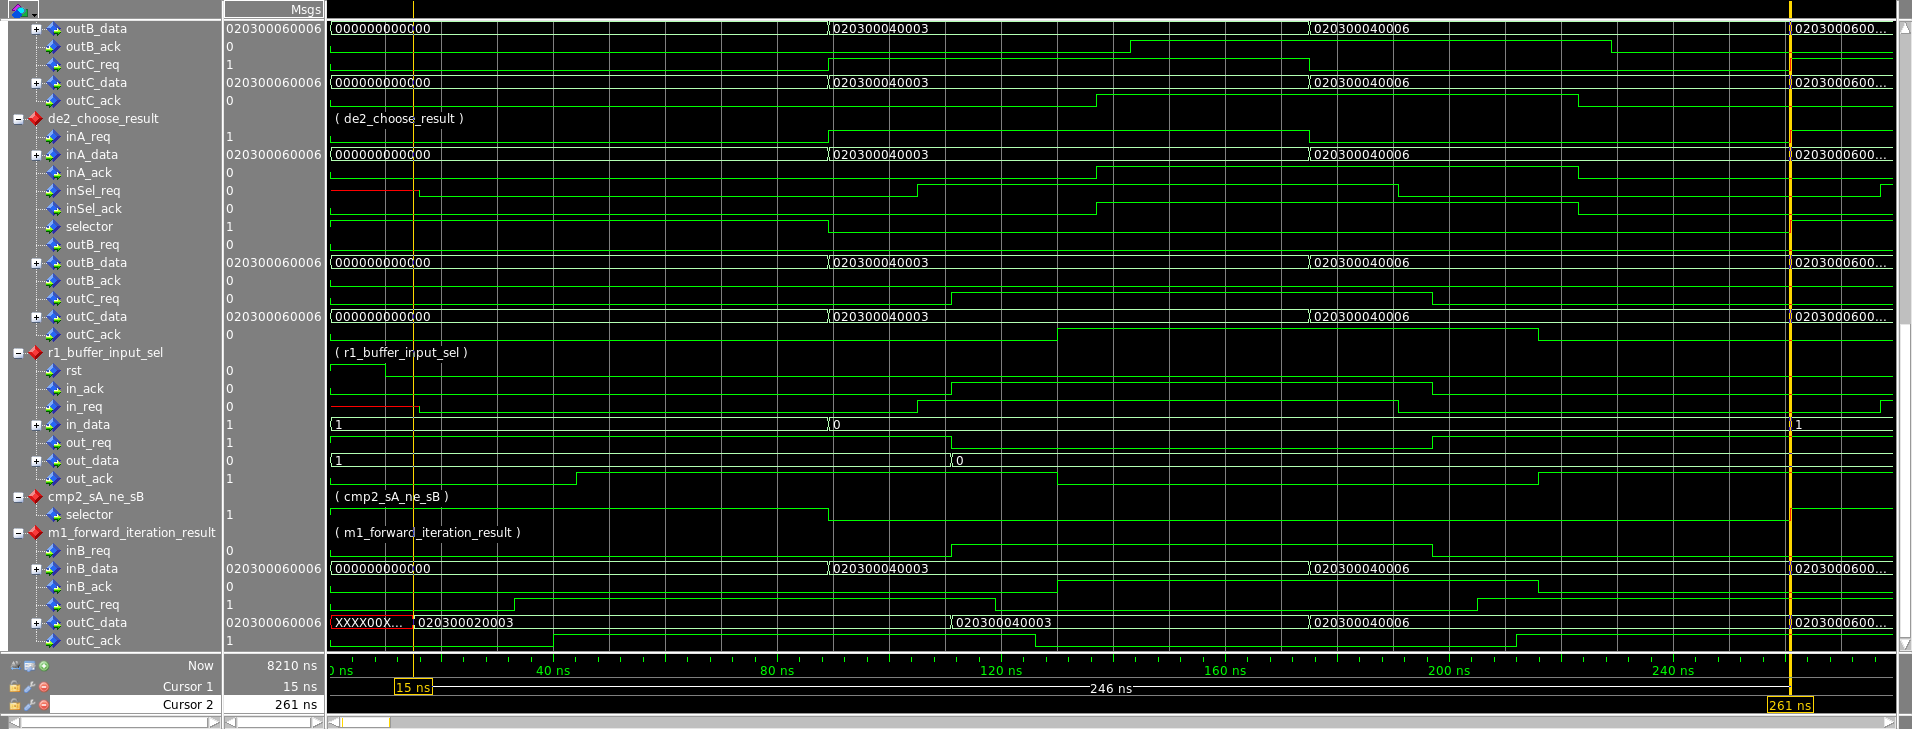 Msgs
outB_data 020300060006 000000000000 020300040003 020300040006 0203000600...
outB_ack 0
outC_req 1
outC_data 020300060006 000000000000 020300040003 020300040006 0203000600...
outC_ack 0
de2_choose_result ( de2_choose_result )
inA_req 1
inA_data 020300060006 000000000000 020300040003 020300040006 0203000600...
inA_ack 0
inSel_req 0
inSel_ack 0
selector 1
outB_req 0
outB_data 020300060006 000000000000 020300040003 020300040006 0203000600...
outB_ack 0
outC_req 0
outC_data 020300060006 000000000000 020300040003 020300040006 0203000600...
outC_ack 0
r1_buffer_input_sel ( r1_buffer_input_sel )
rst 0
in_ack 0
in_req 0
in_data 1 1 0 1
out_req 1
out_data 0 1 0
out_ack 1
cmp2_sA_ne_sB ( cmp2_sA_ne_sB )
selector 1
m1_forward_iteration_result ( m1_forward_iteration_result )
inB_req 0
inB_data 020300060006 000000000000 020300040003 020300040006 0203000600...
inB_ack 0
outC_req 1
outC_data 020300060006 XXXX00X... 020300020003 020300040003 020300040006 0203000600...
outC_ack 1
Now 8210 ns 0 ns 40 ns 80 ns 120 ns 160 ns 200 ns 240 ns
Cursor 1 15 ns 15 ns 246 ns
Cursor 2 261 ns 261 ns